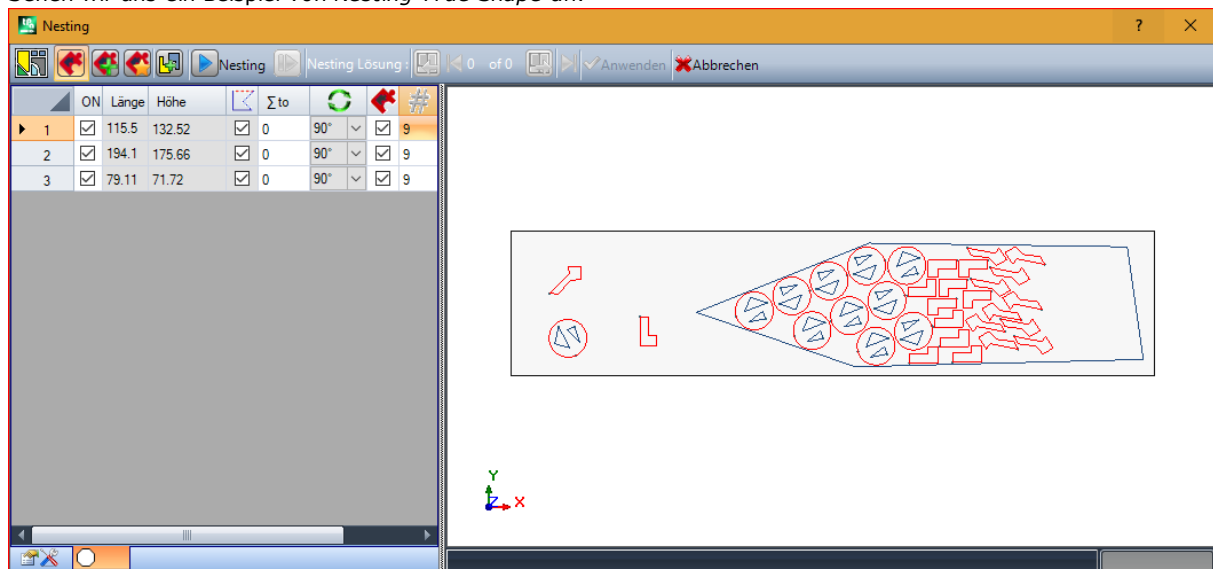 Sehen wir uns ein Beispiel von Nesting True Shape an:
Nesting ? ×
Nesting Nesting Lösung : 0 of 0 Anwenden Abbrechen
ON Länge Höhe Σ to #
1 115.5 132.52 0 90° 9
2 194.1 175.66 0 90° 9
3 79.11 71.72 0 90° 9
Y
Z X